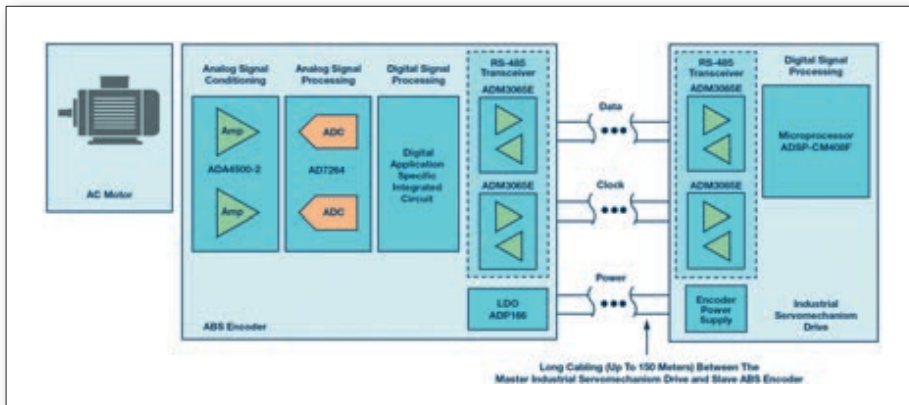 AC Motor
Analog Signal
Conditioning
Amp
ADA4500-2
Amp
Analog Signal
Processing
ADC
AD7264
ADC
Digital Signal
Processing
Digital
Application
Specific
Integrated
Circuit
RS-485
Transceiver
ADM3065E
ADM3065E
LDO
ADP166
ABS Encoder
Data
Clock
Power
RS-485
Transceiver
ADM3065E
ADM3065E
Encoder
Power
Supply
Digital Signal
Processing
Microprocessor
ADSP-CM408F
Industrial
Servomechanism
Drive
Long Cabling (Up To 150 Meters) Between The
Master Industrial Servomechanism Drive and Slave ABS Encoder